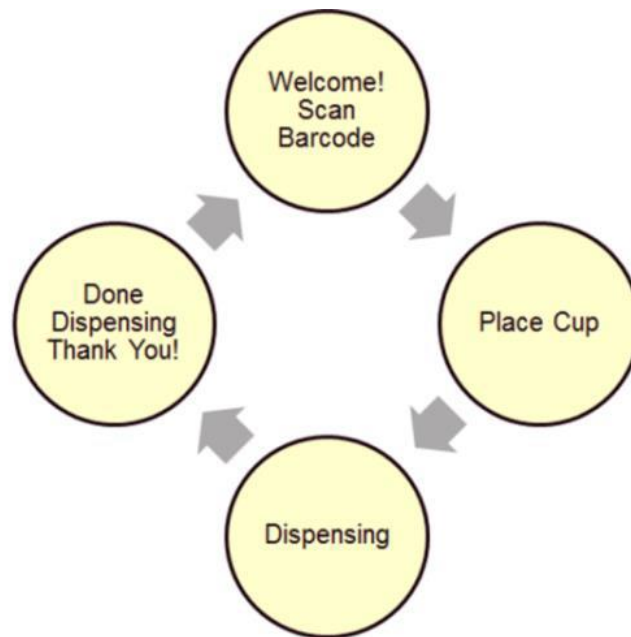 Welcome!
Scan
Barcode
Place Cup
Dispensing
Done
Dispensing
Thank You!